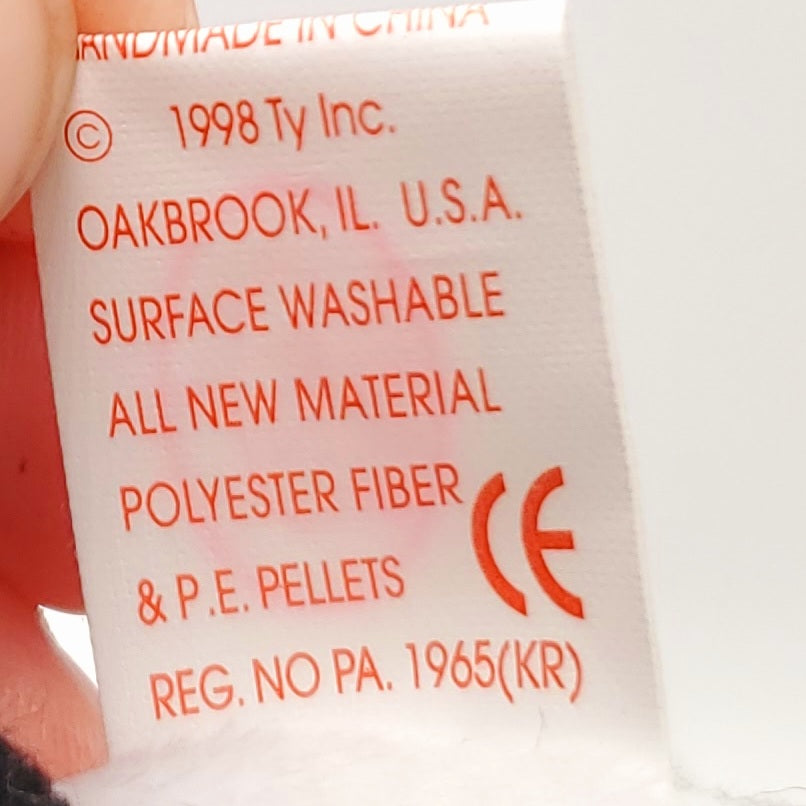 HANDMADE IN CHINA
© 1998 Ty Inc.
OAKBROOK, IL. U.S.A.
SURFACE WASHABLE
ALL NEW MATERIAL
POLYESTER FIBER
& P.E. PELLETS
CE
REG. NO PA. 1965(KR)